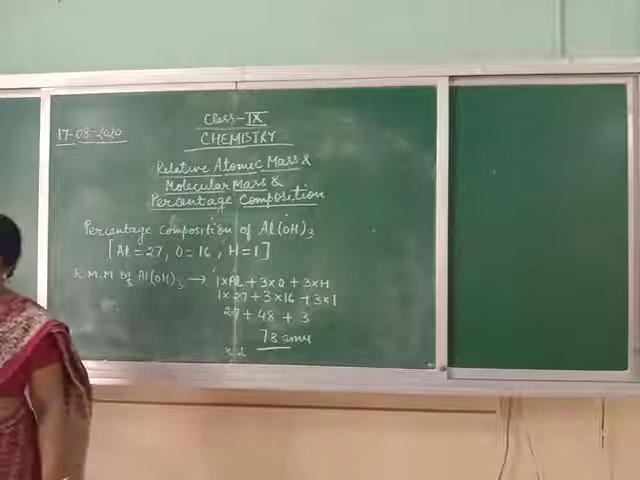 Class-IX
17-08-2020
CHEMISTRY
Relative Atomic Mass &
Molecular Mass &
Percentage Composition
Percentage composition of Al(OH)3
[Al = 27, O = 16, H = 1]
R.M.M of Al(OH)3 → 1×Al + 3×O + 3×H
1×27 + 3×16 + 3×1
27 + 48 + 3
78 amu